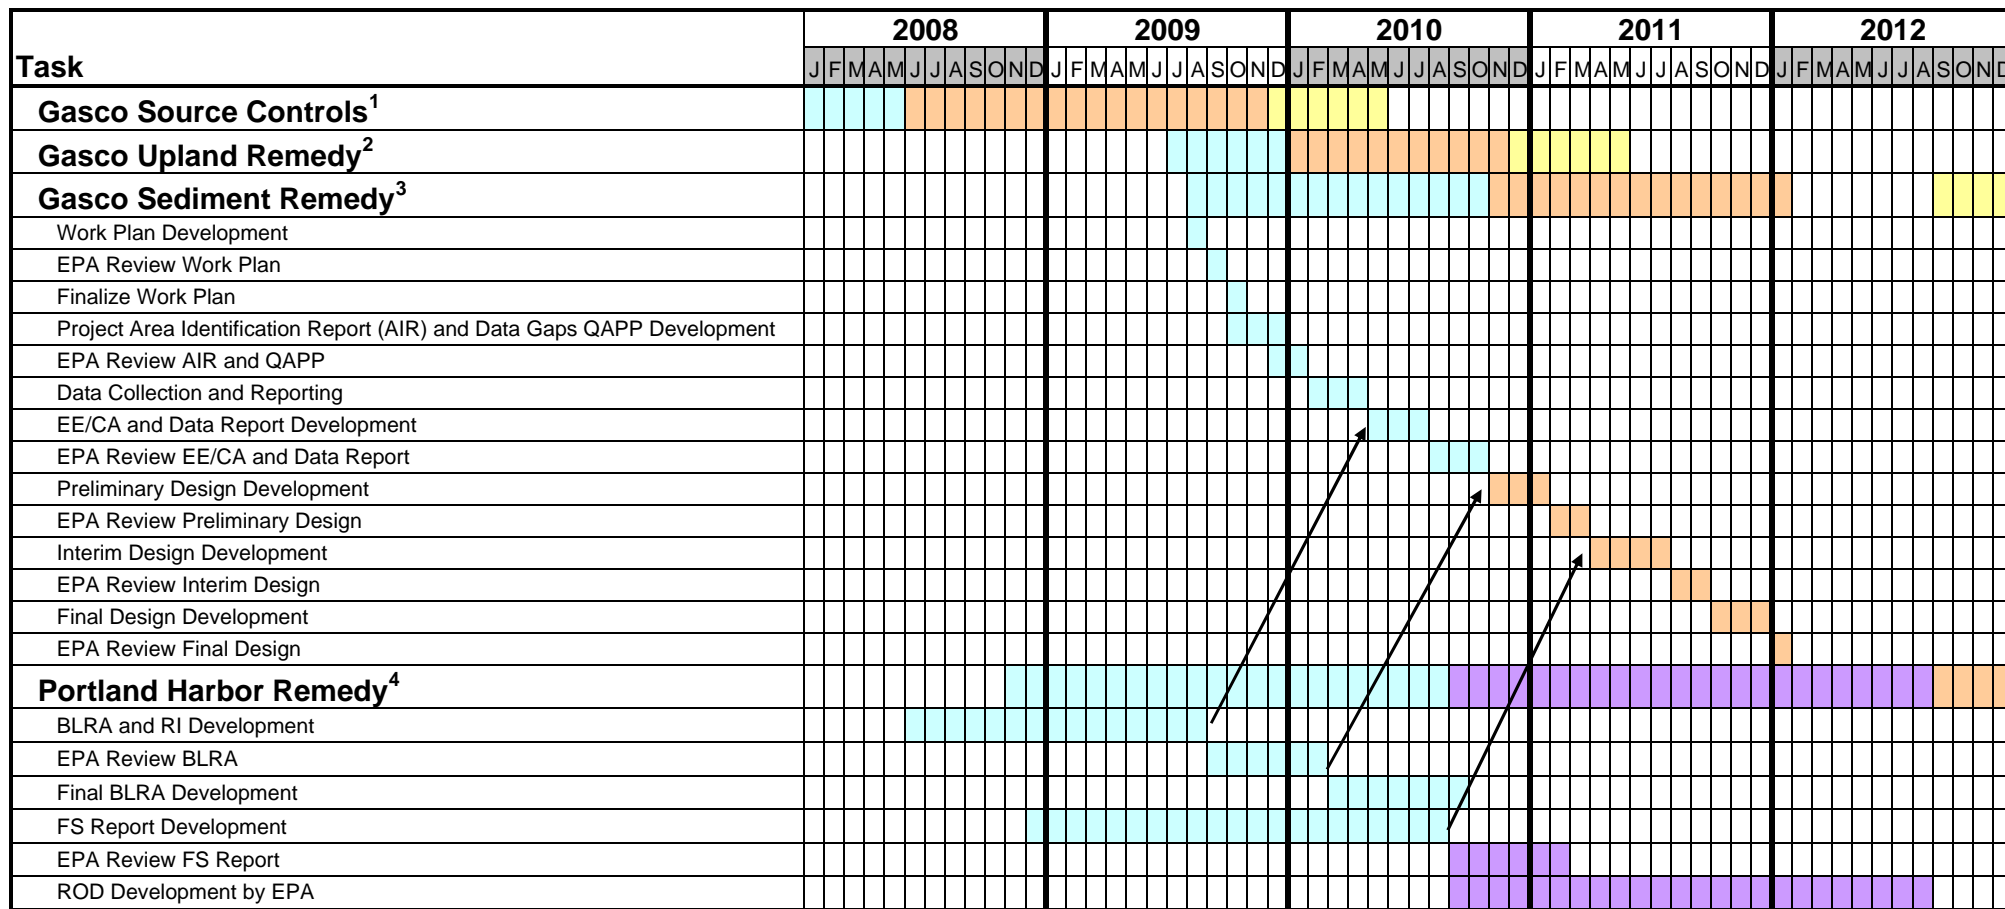 2008 2009 2010 2011 2012
Task J F M A M J J A S O N D J F M A M J J A S O N D J F M A M J J A S O N D J F M A M J J A S O N D J F M A M J J A S O N D
Gasco Source Controls1
Gasco Upland Remedy2
Gasco Sediment Remedy3
Work Plan Development
EPA Review Work Plan
Finalize Work Plan
Project Area Identification Report (AIR) and Data Gaps QAPP Development
EPA Review AIR and QAPP
Data Collection and Reporting
EE/CA and Data Report Development
EPA Review EE/CA and Data Report
Preliminary Design Development
EPA Review Preliminary Design
Interim Design Development
EPA Review Interim Design
Final Design Development
EPA Review Final Design
Portland Harbor Remedy4
BLRA and RI Development
EPA Review BLRA
Final BLRA Development
FS Report Development
EPA Review FS Report
ROD Development by EPA